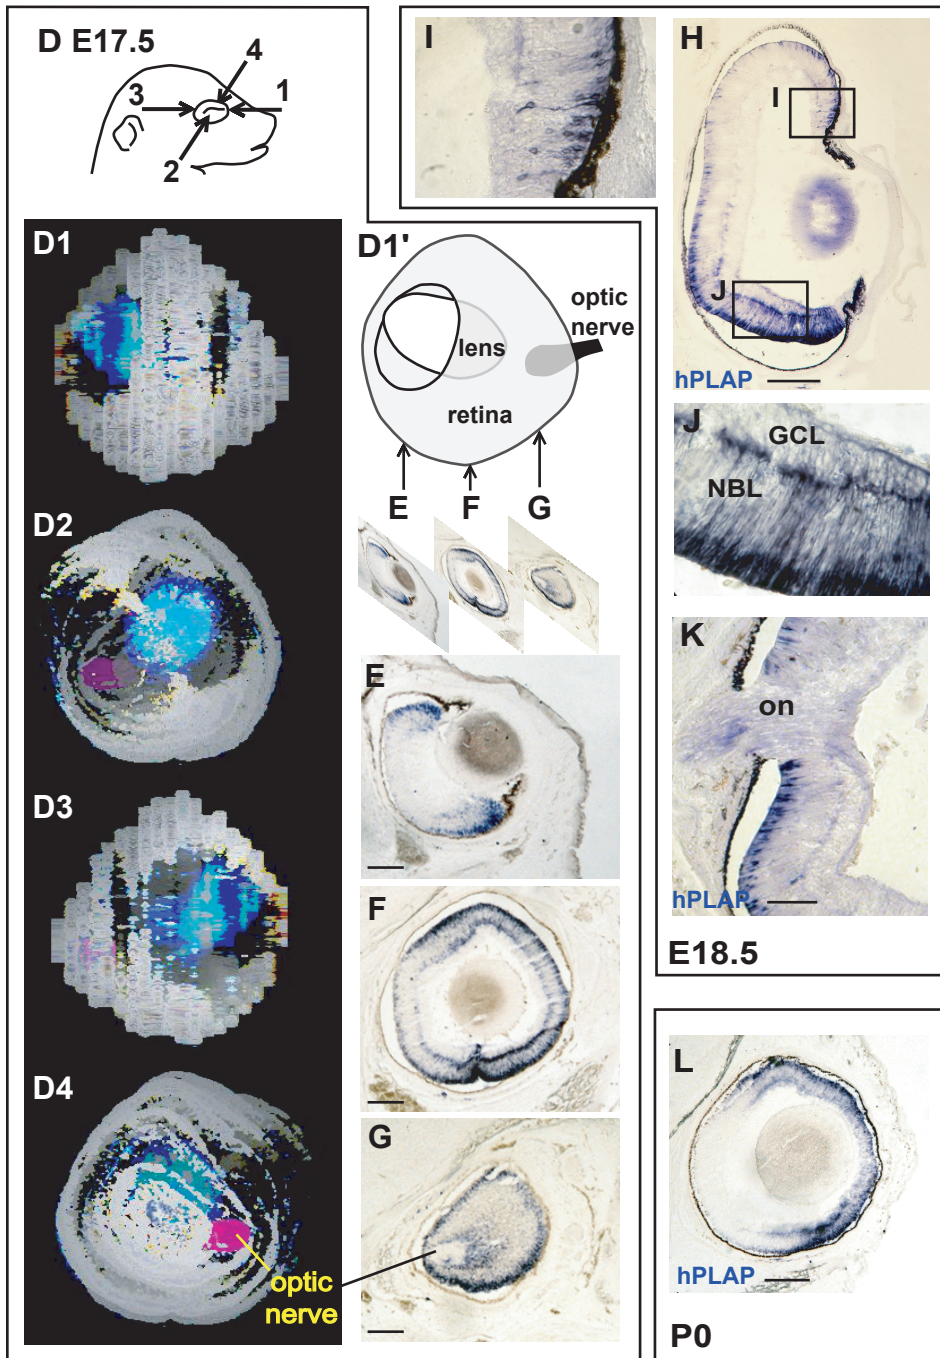 D E17.5
4
3
1
2
D1
D2
D3
D4
optic
nerve
D1'
optic
nerve
lens
retina
E
F
G
E
F
G
I
H
I
J
hPLAP
J
GCL
NBL
K
on
hPLAP
E18.5
L
hPLAP
P0